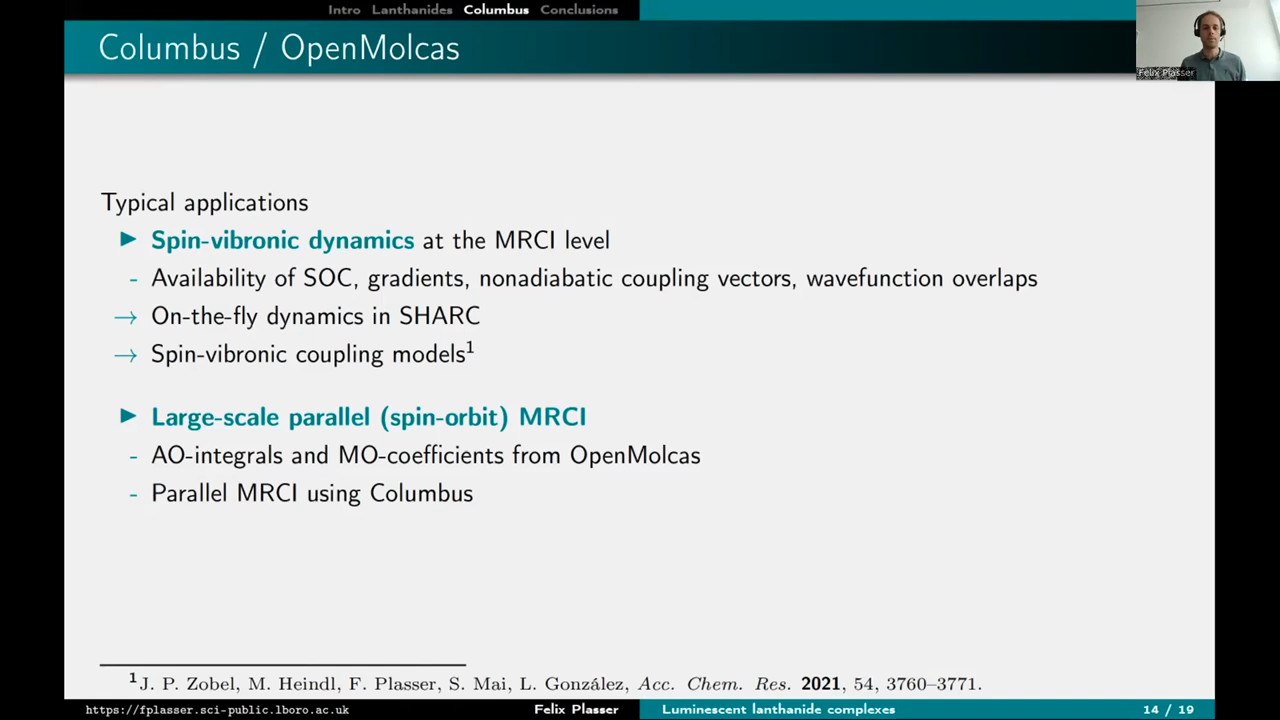 Intro Lanthanides Columbus Conclusions
Columbus / OpenMolcas
Felix Plasser
Typical applications
▶ Spin-vibronic dynamics at the MRCI level
- Availability of SOC, gradients, nonadiabatic coupling vectors, wavefunction overlaps
→ On-the-fly dynamics in SHARC
→ Spin-vibronic coupling models¹
▶ Large-scale parallel (spin-orbit) MRCI
- AO-integrals and MO-coefficients from OpenMolcas
- Parallel MRCI using Columbus
¹J. P. Zobel, M. Heindl, F. Plasser, S. Mai, L. González, Acc. Chem. Res. 2021, 54, 3760–3771.
https://fplasser.sci-public.lboro.ac.uk Felix Plasser Luminescent lanthanide complexes 14 / 19